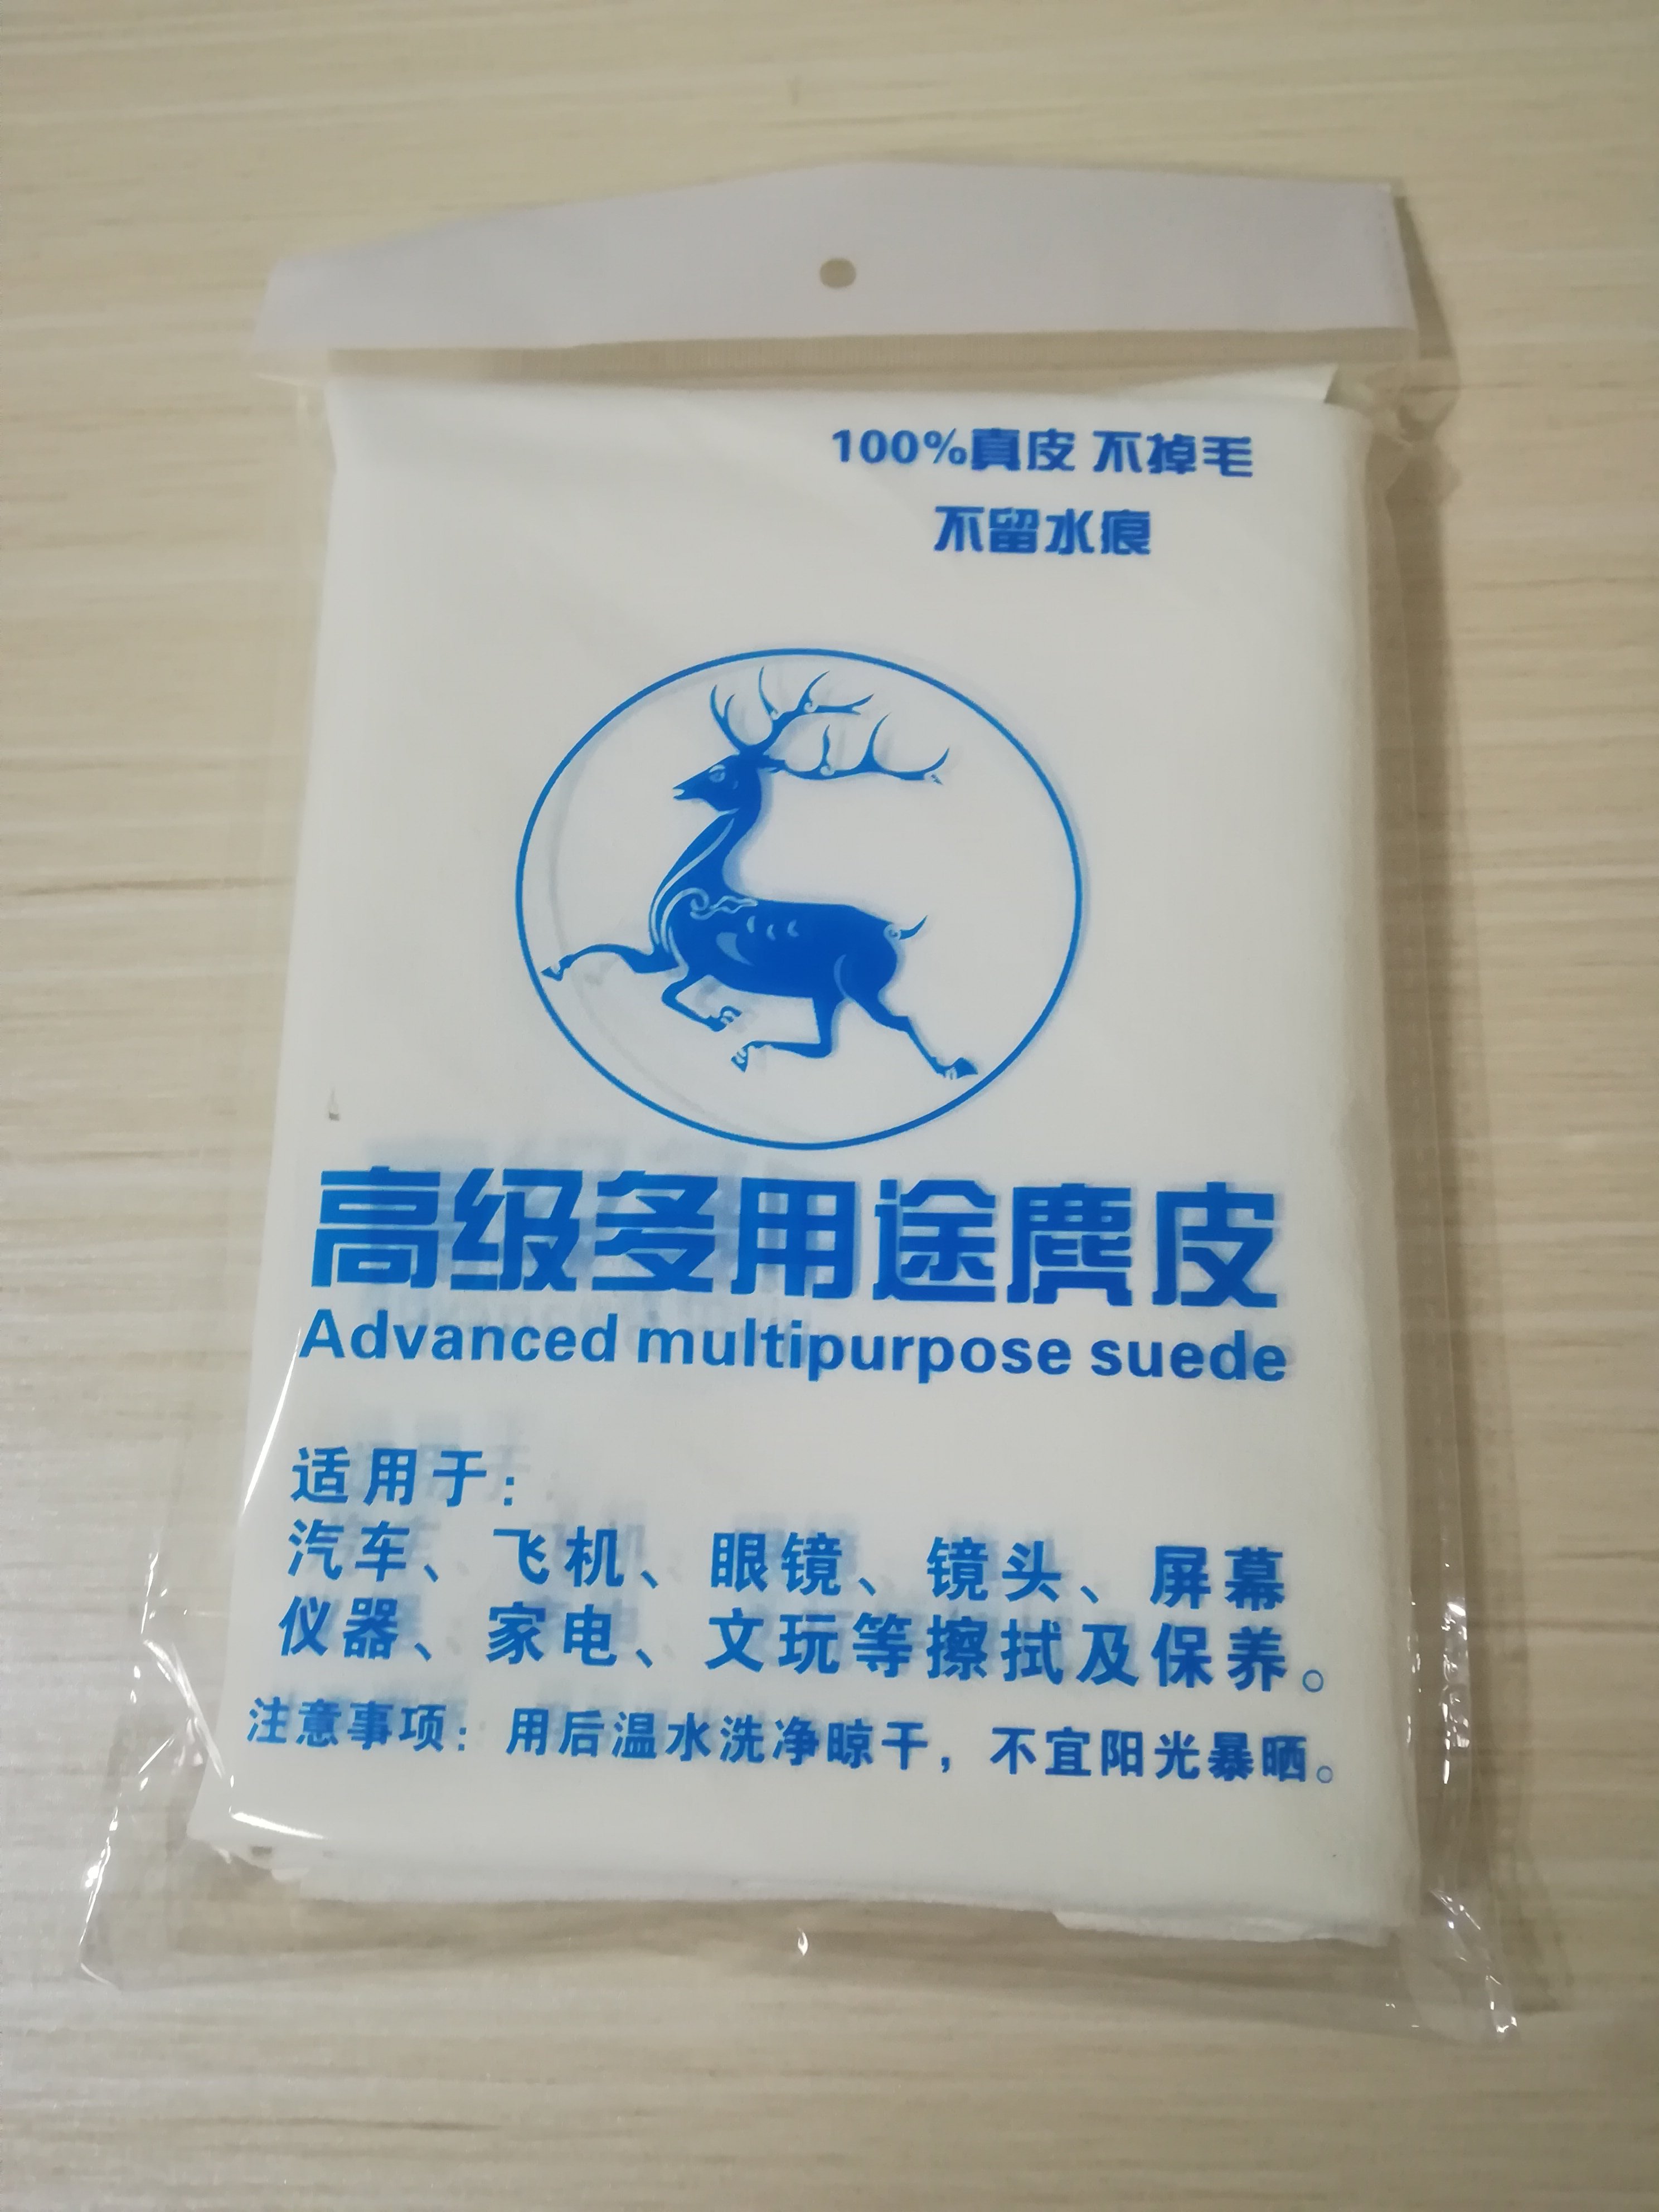 100%真皮 不掉毛
不留水痕
高级多用途麂皮
Advanced multipurpose suede
适用于：
汽车、飞机、眼镜、镜头、屏幕
仪器、家电、文玩等擦拭及保养。
注意事项：用后温水洗净晾干，不宜阳光暴晒。